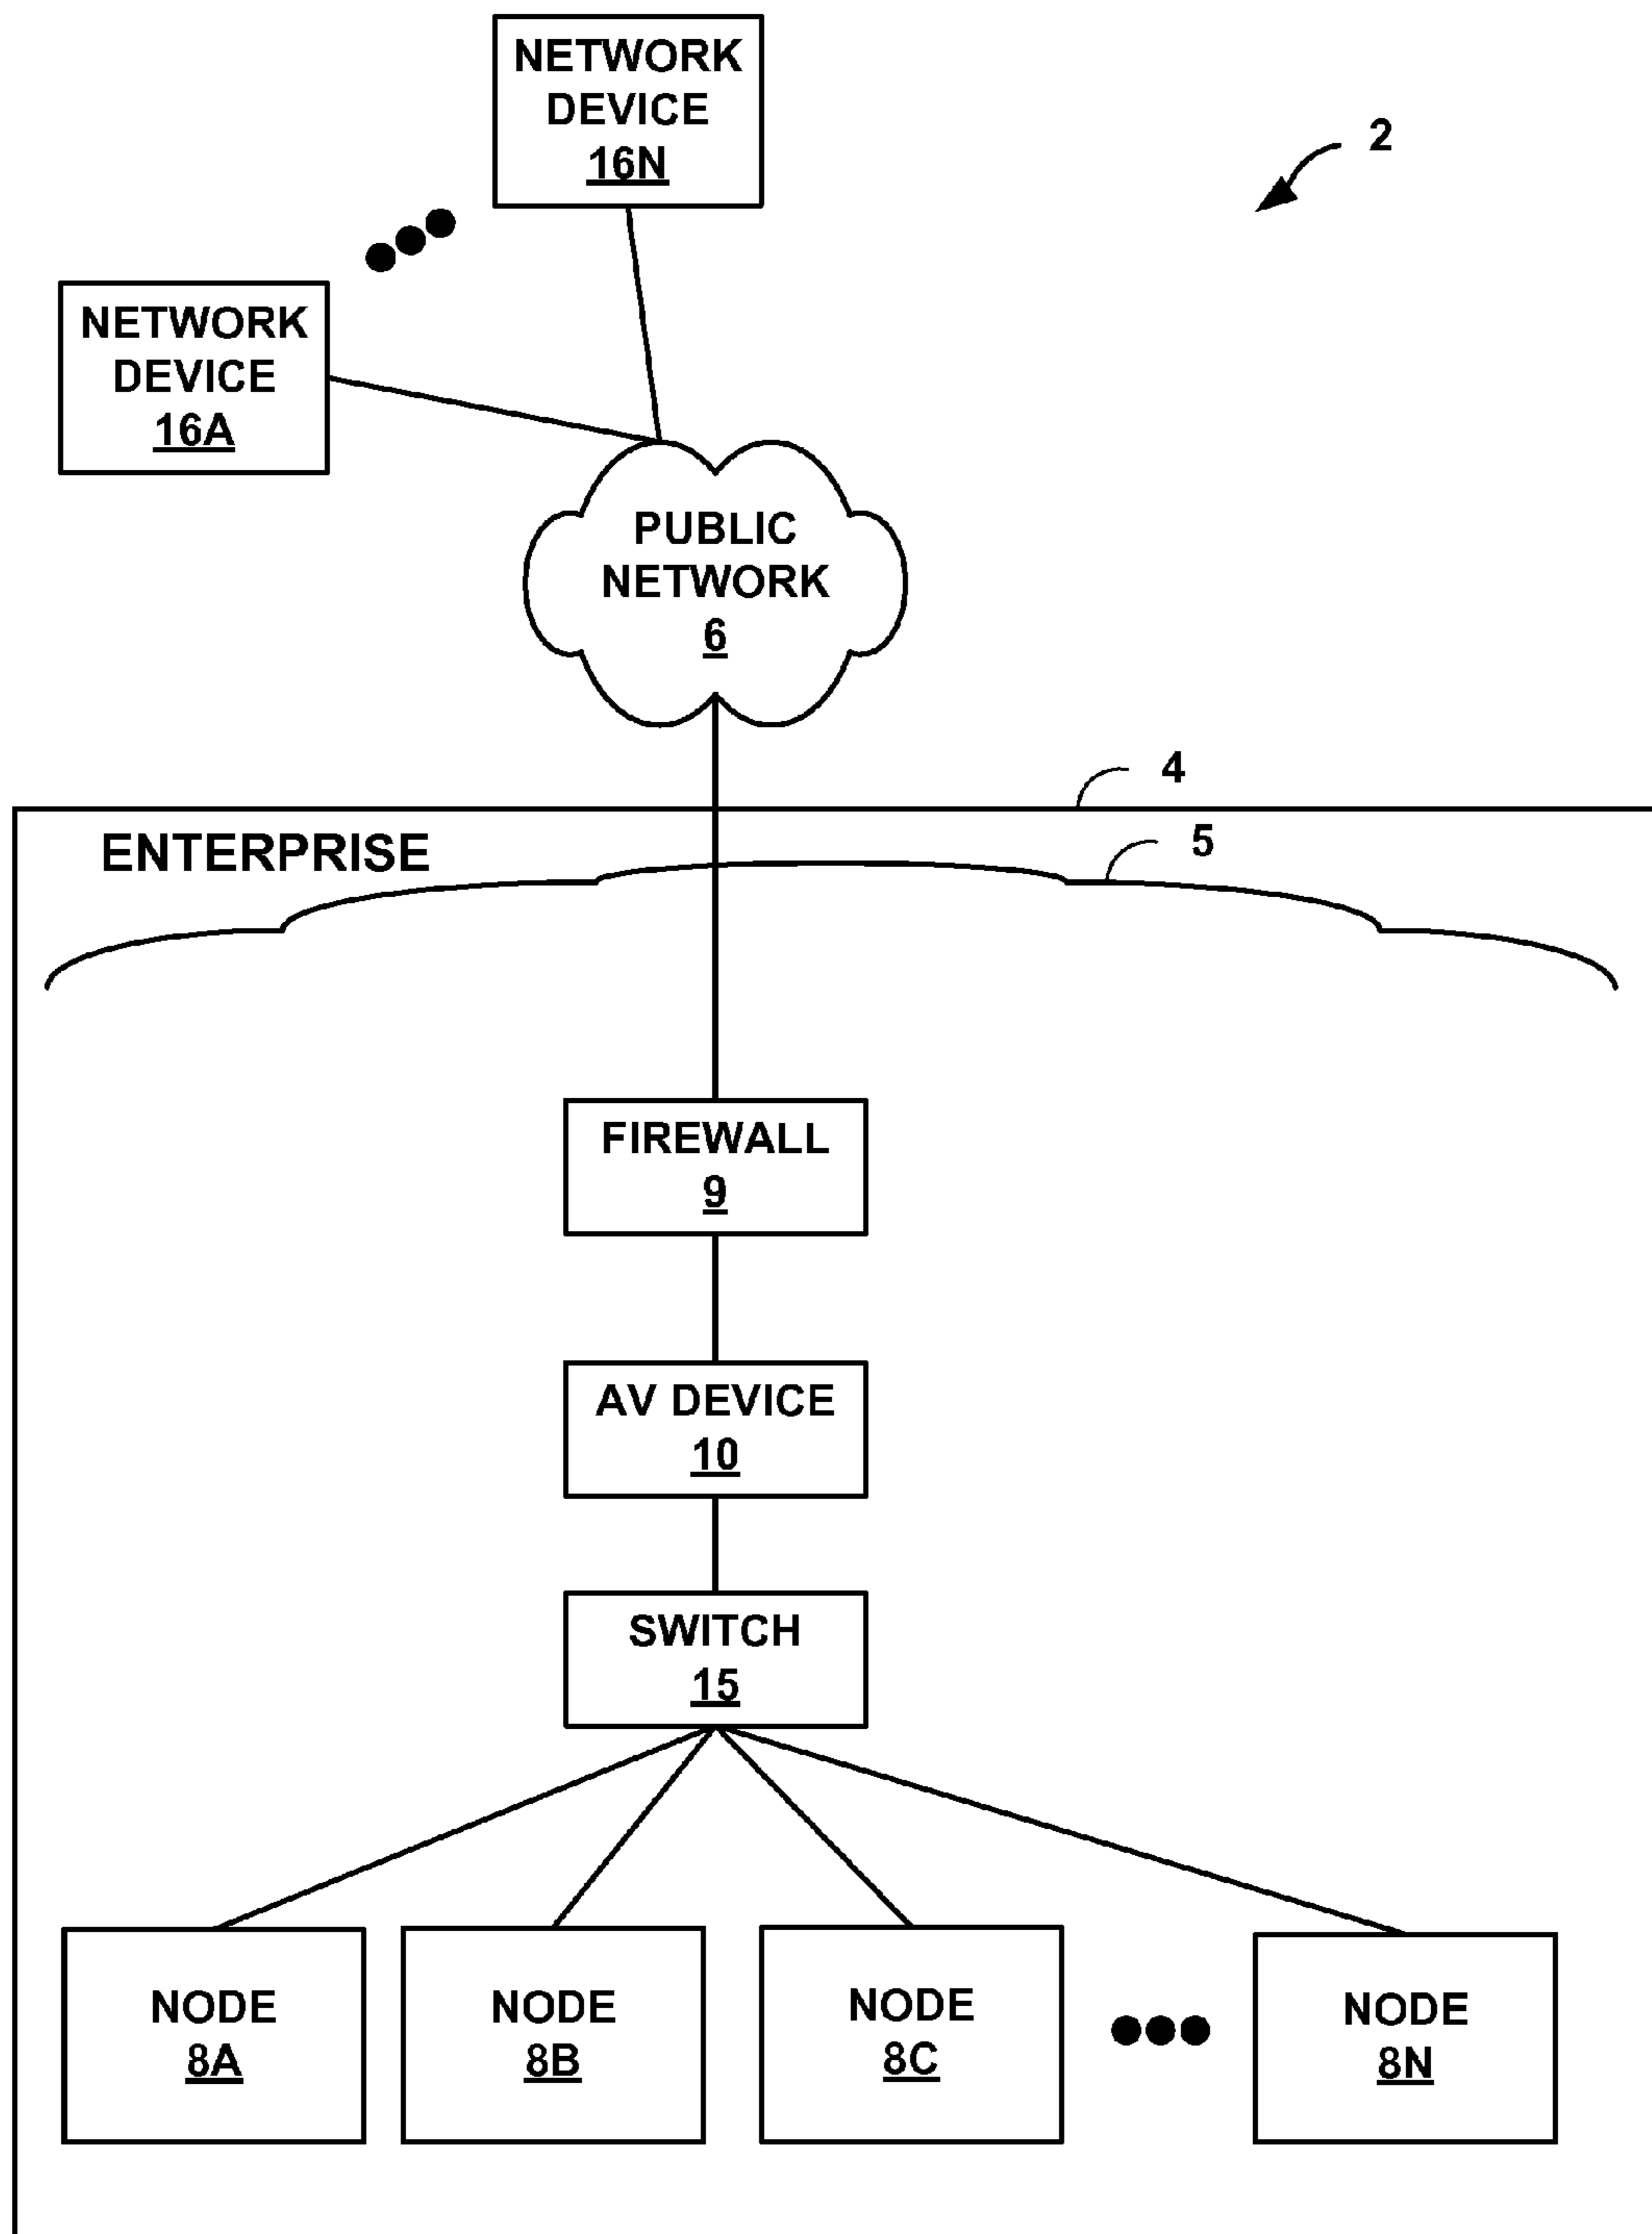 NETWORK
DEVICE
16N
2
NETWORK
DEVICE
16A
PUBLIC
NETWORK
6
4
ENTERPRISE
5
FIREWALL
9
AV DEVICE
10
SWITCH
15
NODE
8A
NODE
8B
NODE
8C
NODE
8N